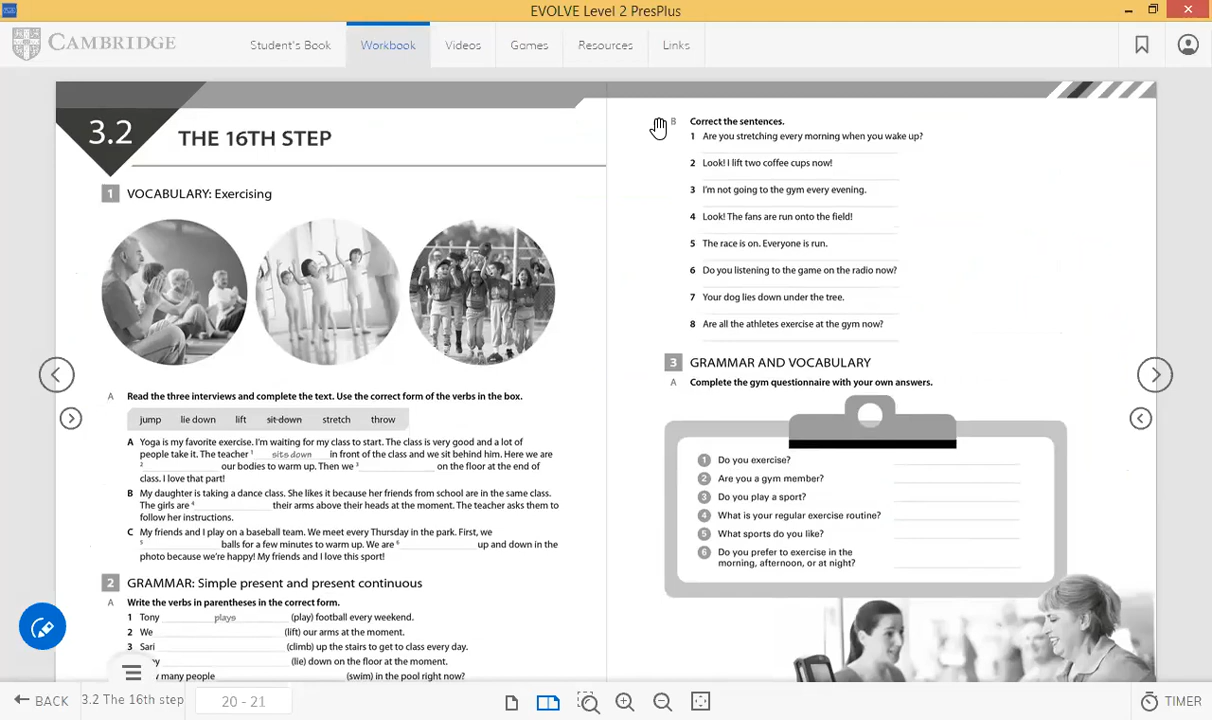 EVOLVE Level 2 PresPlus
CAMBRIDGE
Student's Book
Workbook
Videos
Games
Resources
Links
3.2
THE 16TH STEP
1 VOCABULARY: Exercising
A Read the three interviews and complete the text. Use the correct form of the verbs in the box.
jump lie down lift sit down stretch throw
A Yoga is my favorite exercise. I'm waiting for my class to start. The class is very good and a lot of
people take it. The teacher 1 sits down in front of the class and we sit behind him. Here we are
2 our bodies to warm up. Then we 3 on the floor at the end of
class. I love that part!
B My daughter is taking a dance class. She likes it because her friends from school are in the same class.
The girls are 4 their arms above their heads at the moment. The teacher asks them to
follow her instructions.
C My friends and I play on a baseball team. We meet every Thursday in the park. First, we
5 balls for a few minutes to warm up. We are 6 up and down in the
photo because we're happy! My friends and I love this sport!
2 GRAMMAR: Simple present and present continuous
A Write the verbs in parentheses in the correct form.
1 Tony plays (play) football every weekend.
2 We (lift) our arms at the moment.
3 Sari (climb) up the stairs to get to class every day.
(lie) down on the floor at the moment.
many people (swim) in the pool right now?
B Correct the sentences.
1 Are you stretching every morning when you wake up?
2 Look! I lift two coffee cups now!
3 I'm not going to the gym every evening.
4 Look! The fans are run onto the field!
5 The race is on. Everyone is run.
6 Do you listening to the game on the radio now?
7 Your dog lies down under the tree.
8 Are all the athletes exercise at the gym now?
3 GRAMMAR AND VOCABULARY
A Complete the gym questionnaire with your own answers.
1 Do you exercise?
2 Are you a gym member?
3 Do you play a sport?
4 What is your regular exercise routine?
5 What sports do you like?
6 Do you prefer to exercise in the
morning, afternoon, or at night?
BACK
3.2 The 16th step
20 - 21
TIMER